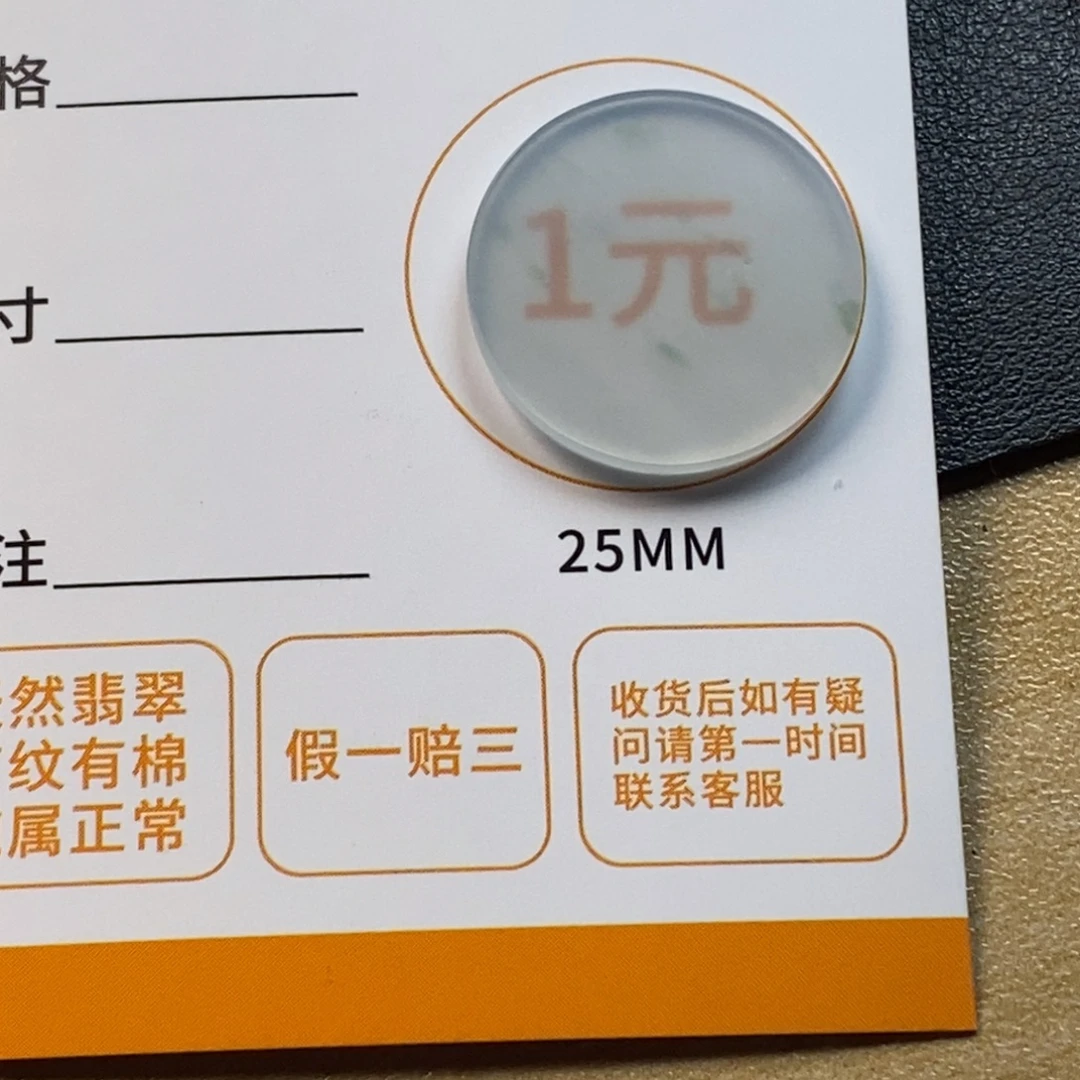 格
1元
寸
注
25MM
然翡翠
纹有棉
属正常
假一赔三
收货后如有疑
问请第一时间
联系客服